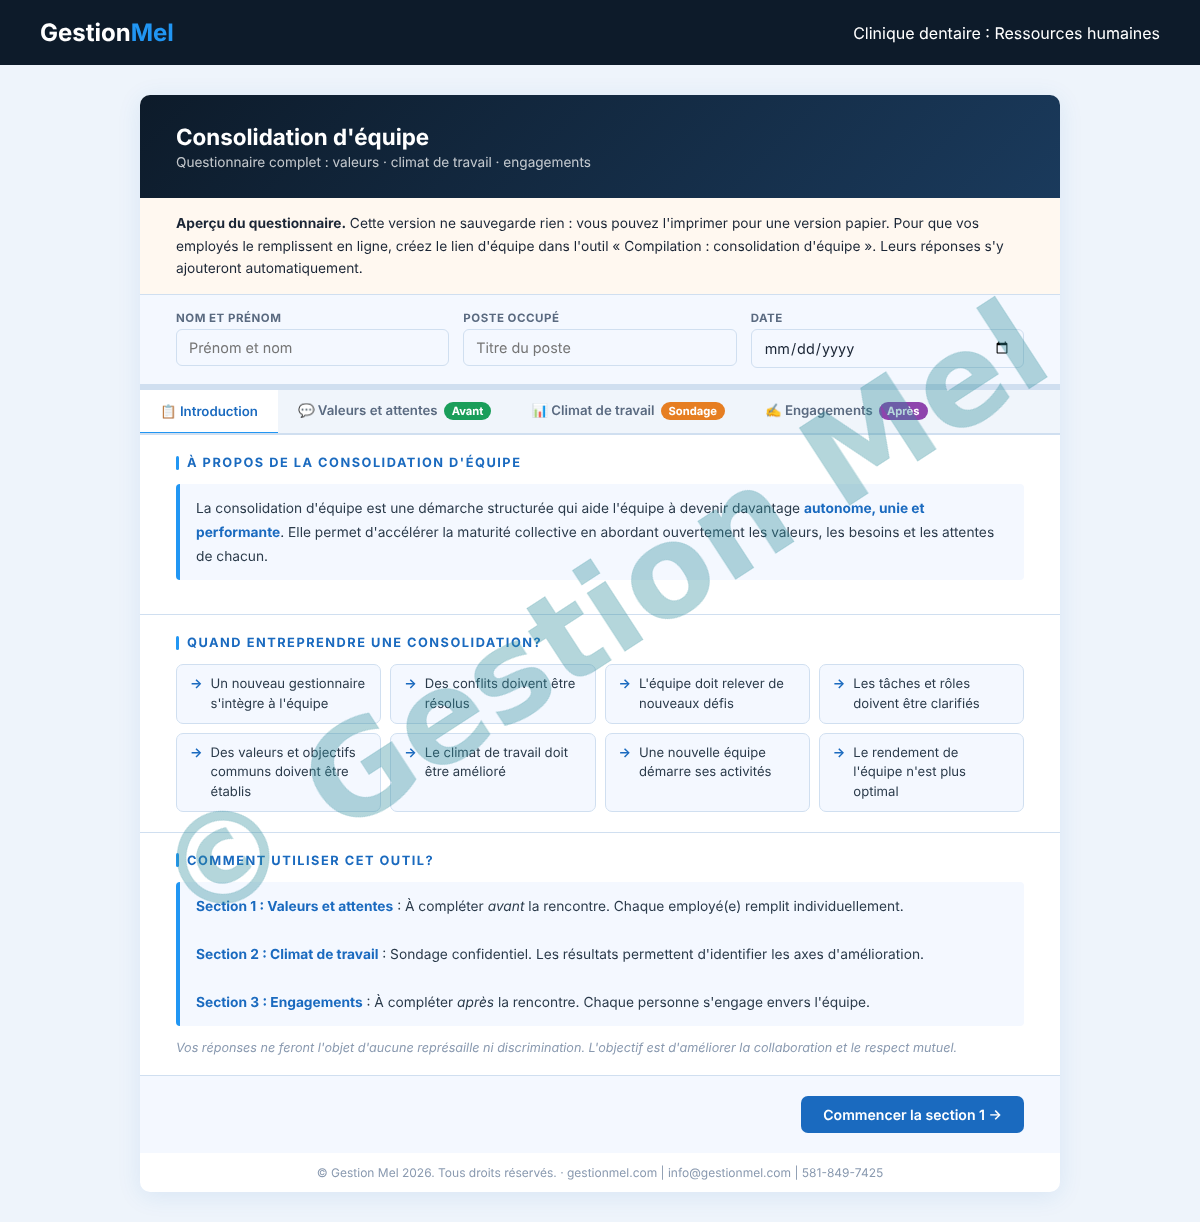 GestionMel
Clinique dentaire : Ressources humaines
Consolidation d'équipe
Questionnaire complet : valeurs · climat de travail · engagements
Aperçu du questionnaire. Cette version ne sauvegarde rien : vous pouvez l'imprimer pour une version papier. Pour que vos
employés le remplissent en ligne, créez le lien d'équipe dans l'outil « Compilation : consolidation d'équipe ». Leurs réponses s'y
ajouteront automatiquement.
NOM ET PRÉNOM
Prénom et nom
POSTE OCCUPÉ
Titre du poste
DATE
mm/dd/yyyy
📋 Introduction
💬 Valeurs et attentes Avant
📊 Climat de travail Sondage
✍️ Engagements Après
À PROPOS DE LA CONSOLIDATION D'ÉQUIPE
La consolidation d'équipe est une démarche structurée qui aide l'équipe à devenir davantage autonome, unie et
performante. Elle permet d'accélérer la maturité collective en abordant ouvertement les valeurs, les besoins et les attentes
de chacun.
QUAND ENTREPRENDRE UNE CONSOLIDATION?
→ Un nouveau gestionnaire
s'intègre à l'équipe
→ Des conflits doivent être
résolus
→ L'équipe doit relever de
nouveaux défis
→ Les tâches et rôles
doivent être clarifiés
→ Des valeurs et objectifs
communs doivent être
établis
→ Le climat de travail doit
être amélioré
→ Une nouvelle équipe
démarre ses activités
→ Le rendement de
l'équipe n'est plus
optimal
COMMENT UTILISER CET OUTIL?
Section 1 : Valeurs et attentes : À compléter avant la rencontre. Chaque employé(e) remplit individuellement.
Section 2 : Climat de travail : Sondage confidentiel. Les résultats permettent d'identifier les axes d'amélioration.
Section 3 : Engagements : À compléter après la rencontre. Chaque personne s'engage envers l'équipe.
Vos réponses ne feront l'objet d'aucune représaille ni discrimination. L'objectif est d'améliorer la collaboration et le respect mutuel.
Commencer la section 1 →
© Gestion Mel 2026. Tous droits réservés. · gestionmel.com | info@gestionmel.com | 581-849-7425
© Gestion Mel